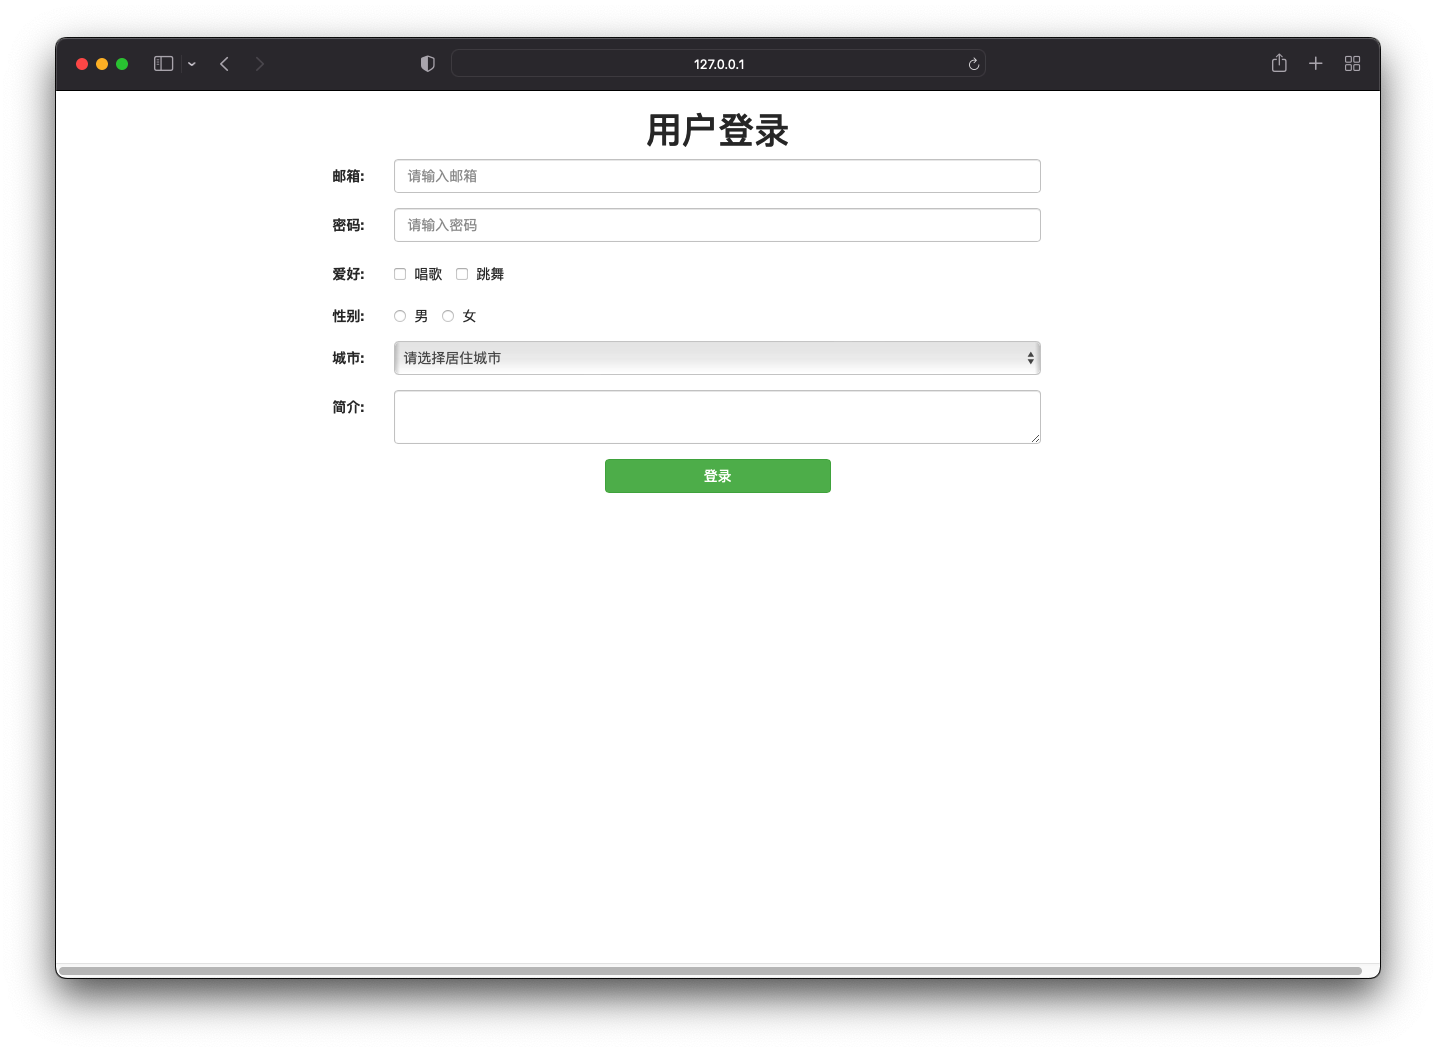 127.0.0.1
用户登录
邮箱: 请输入邮箱
密码: 请输入密码
爱好: 唱歌 跳舞
性别: 男 女
城市: 请选择居住城市
简介:
登录